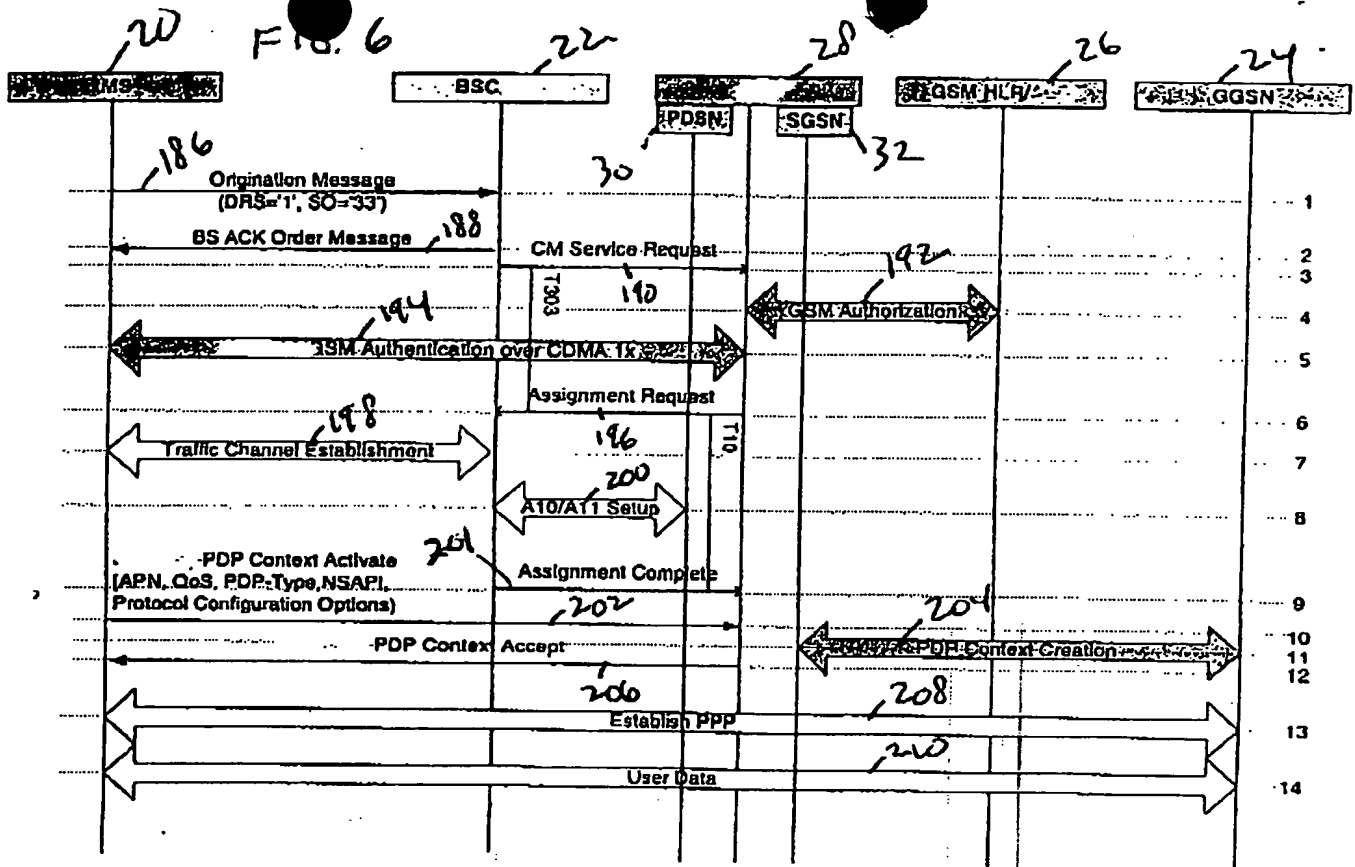 20
FIG. 6
22
28
26
24
MS
BSC
GSM HLR/
GGSN
PDSN
SGSN
30
32
186
Origination Message
(DRS='1', SO='33')
1
BS ACK Order Message
188
CM Service Request
2
3
190
192
T303
GSM Authorization
4
194
GSM Authentication over CDMA 1x
5
Assignment Request
6
196
T10
198
Traffic Channel Establishment
7
200
A10/A11 Setup
8
PDP Context Activate
(APN, QoS, PDP-Type, NSAPI,
Protocol Configuration Options)
201
Assignment Complete
9
202
204
10
PDP Context Accept
PDP Context Creation
11
12
206
208
Establish PPP
13
210
User Data
14